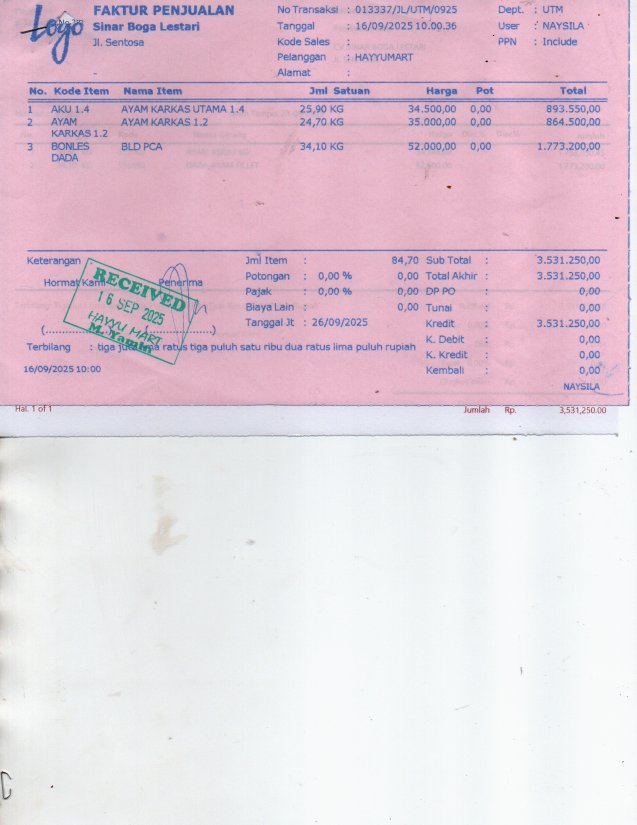 Logo
FAKTUR PENJUALAN
Sinar Boga Lestari
Jl. Sentosa
-
No Transaksi : 013337/JL/UTM/0925
Tanggal : 16/09/2025 10.00.36
Kode Sales :
Pelanggan : HAYYUMART
Alamat :
Dept. : UTM
User : NAYSILA
PPN : Include
No. Kode Item Nama Item Jml Satuan Harga Pot Total
1 AKU 1.4 AYAM KARKAS UTAMA 1.4 25,90 KG 34.500,00 0,00 893.550,00
2 AYAM KARKAS 1.2 AYAM KARKAS 1.2 24,70 KG 35.000,00 0,00 864.500,00
3 BONLES DADA BLD PCA 34,10 KG 52.000,00 0,00 1.773.200,00
Keterangan
Hormat Kami
Penerima
(.....................) (.....................)
RECEIVED
16 SEP 2025
HAYYU MART
M. Yamin
Jml Item : 84,70
Potongan : 0,00 % 0,00
Pajak : 0,00 % 0,00
Biaya Lain : 0,00
Tanggal Jt : 26/09/2025
Sub Total : 3.531.250,00
Total Akhir : 3.531.250,00
DP PO : 0,00
Tunai : 0,00
Kredit : 3.531.250,00
K. Debit : 0,00
K. Kredit : 0,00
Kembali : 0,00
Terbilang : tiga juta lima ratus tiga puluh satu ribu dua ratus lima puluh rupiah
16/09/2025 10:00
NAYSILA
Hal. 1 of 1
Jumlah Rp. 3,531,250.00